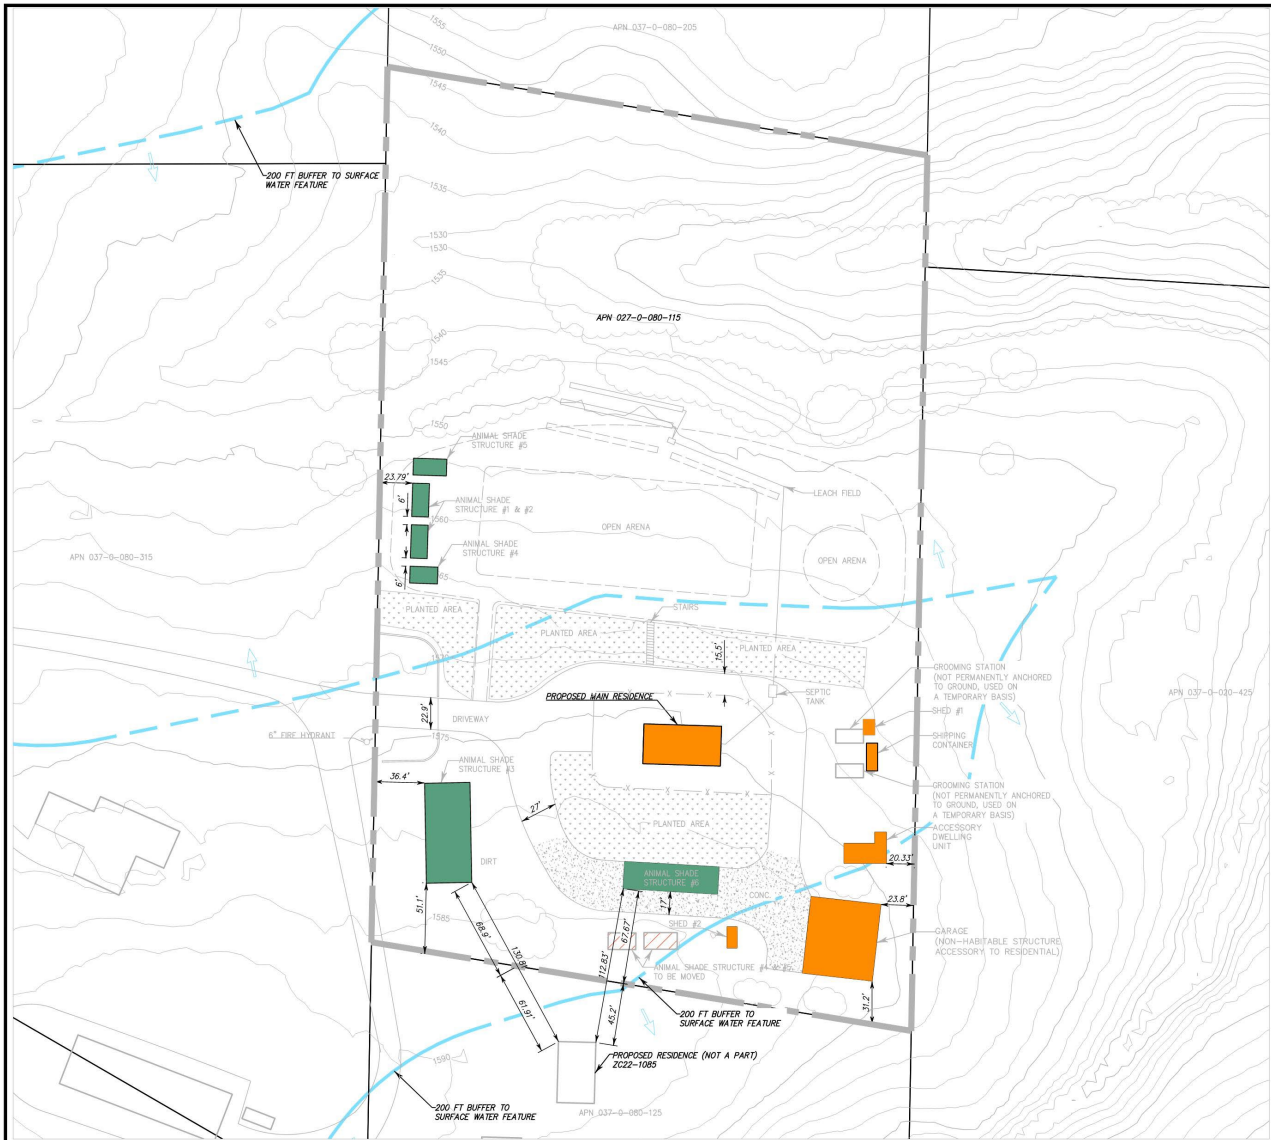 APN 037-0-080-205
1555
1550
1545
1540
200 FT BUFFER TO SURFACE
WATER FEATURE
1535
1530
1530
1535
APN 027-0-080-115
1540
1545
1550
ANIMAL SHADE
STRUCTURE #5
23.79'
6'
ANIMAL SHADE
STRUCTURE #1 & #2
1560
LEACH FIELD
OPEN ARENA
APN 037-0-080-315
ANIMAL SHADE
STRUCTURE #4
OPEN ARENA
6'
PLANTED AREA
STAIRS
PLANTED AREA
PLANTED AREA
15.5'
GROOMING STATION
(NOT PERMANENTLY ANCHORED
TO GROUND, USED ON
A TEMPORARY BASIS)
PROPOSED MAIN RESIDENCE
SEPTIC
TANK
APN 037-0-020-425
SHED #1
22.9'
DRIVEWAY
6" FIRE HYDRANT
1575
SHIPPING
CONTAINER
ANIMAL SHADE
STRUCTURE #3
36.4'
GROOMING STATION
(NOT PERMANENTLY ANCHORED
TO GROUND, USED ON
A TEMPORARY BASIS)
27'
PLANTED AREA
ACCESSORY
DWELLING
UNIT
DIRT
20.33'
ANIMAL SHADE
STRUCTURE #6
CONC.
51.1'
17'
23.8'
1585
SHED #2
68.9'
67.67'
GARAGE
(NON-HABITABLE STRUCTURE
ACCESSORY TO RESIDENTIAL)
130.8'
112.83'
ANIMAL SHADE STRUCTURE
TO BE MOVED
61.91'
45.2'
31.2'
200 FT BUFFER TO
SURFACE WATER FEATURE
PROPOSED RESIDENCE (NOT A PART)
ZC22-1085
1590
200 FT BUFFER TO
SURFACE WATER FEATURE
APN 037-0-080-125